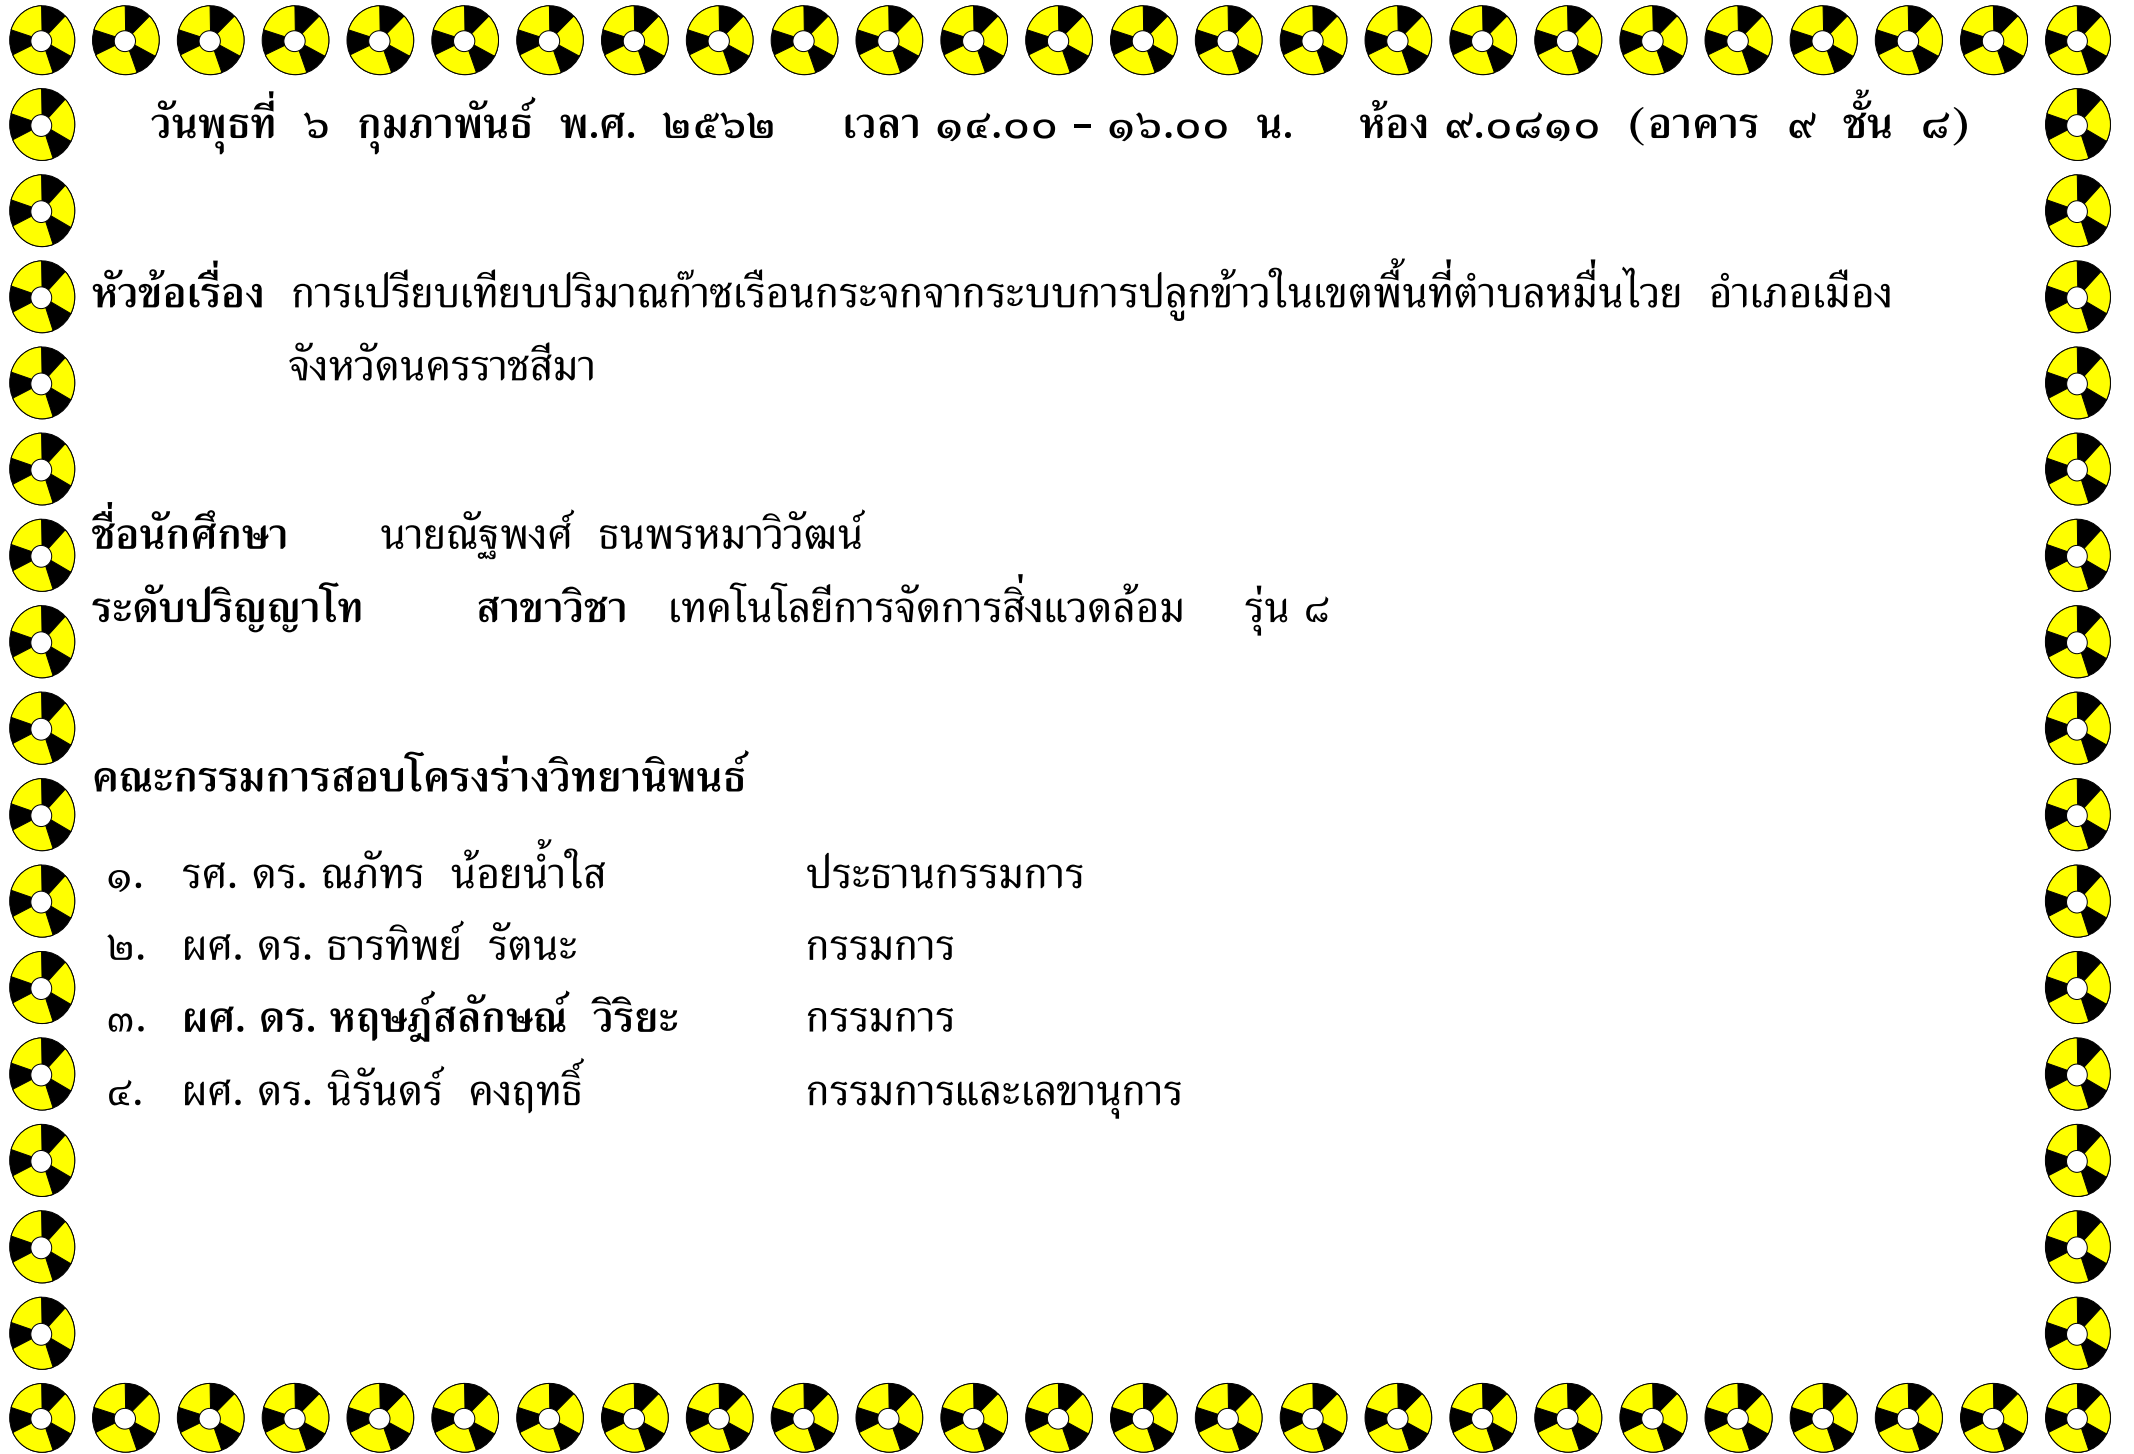 วันพุธที่ ๖ กุมภาพันธ์ พ.ศ. ๒๕๖๒ เวลา ๑๔.๐๐ – ๑๖.๐๐ น. ห้อง ๙.๐๘๑๐ (อาคาร ๙ ชั้น ๘)
หัวข้อเรื่อง การเปรียบเทียบปริมาณก๊าซเรือนกระจกจากระบบการปลูกข้าวในเขตพื้นที่ตำบลหมื่นไวย อำเภอเมือง
จังหวัดนครราชสีมา
ชื่อนักศึกษา นายณัฐพงศ์ ธนพรหมาวิวัฒน์
ระดับปริญญาโท สาขาวิชา เทคโนโลยีการจัดการสิ่งแวดล้อม รุ่น ๘
คณะกรรมการสอบโครงร่างวิทยานิพนธ์
๑. รศ. ดร. ณภัทร น้อยน้ำใส ประธานกรรมการ
๒. ผศ. ดร. ธารทิพย์ รัตนะ กรรมการ
๓. ผศ. ดร. หฤษฎ์สลักษณ์ วิริยะ กรรมการ
๔. ผศ. ดร. นิรันดร์ คงฤทธิ์ กรรมการและเลขานุการ